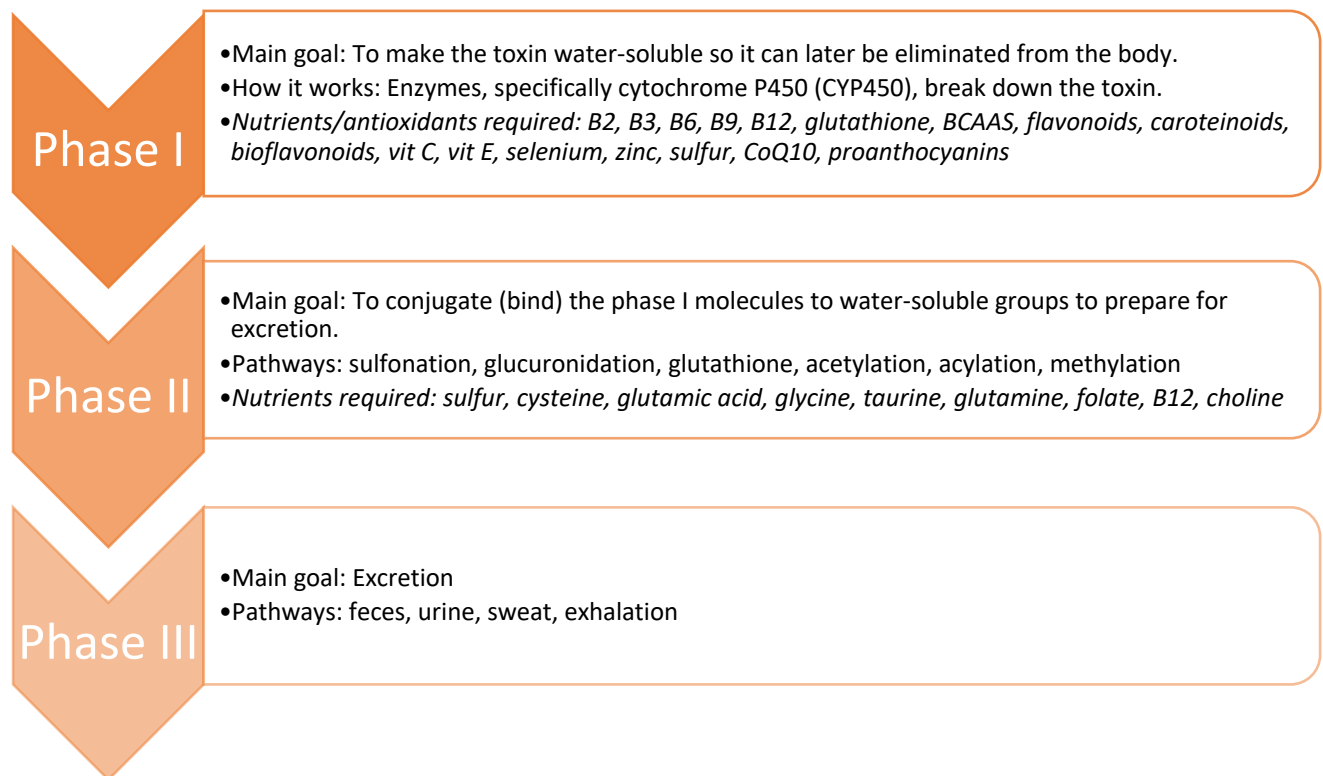 Phase I
•Main goal: To make the toxin water-soluble so it can later be eliminated from the body.
•How it works: Enzymes, specifically cytochrome P450 (CYP450), break down the toxin.
•Nutrients/antioxidants required: B2, B3, B6, B9, B12, glutathione, BCAAS, flavonoids, caroteinoids,
bioflavonoids, vit C, vit E, selenium, zinc, sulfur, CoQ10, proanthocyanins
Phase II
•Main goal: To conjugate (bind) the phase I molecules to water-soluble groups to prepare for
excretion.
•Pathways: sulfonation, glucuronidation, glutathione, acetylation, acylation, methylation
•Nutrients required: sulfur, cysteine, glutamic acid, glycine, taurine, glutamine, folate, B12, choline
Phase III
•Main goal: Excretion
•Pathways: feces, urine, sweat, exhalation